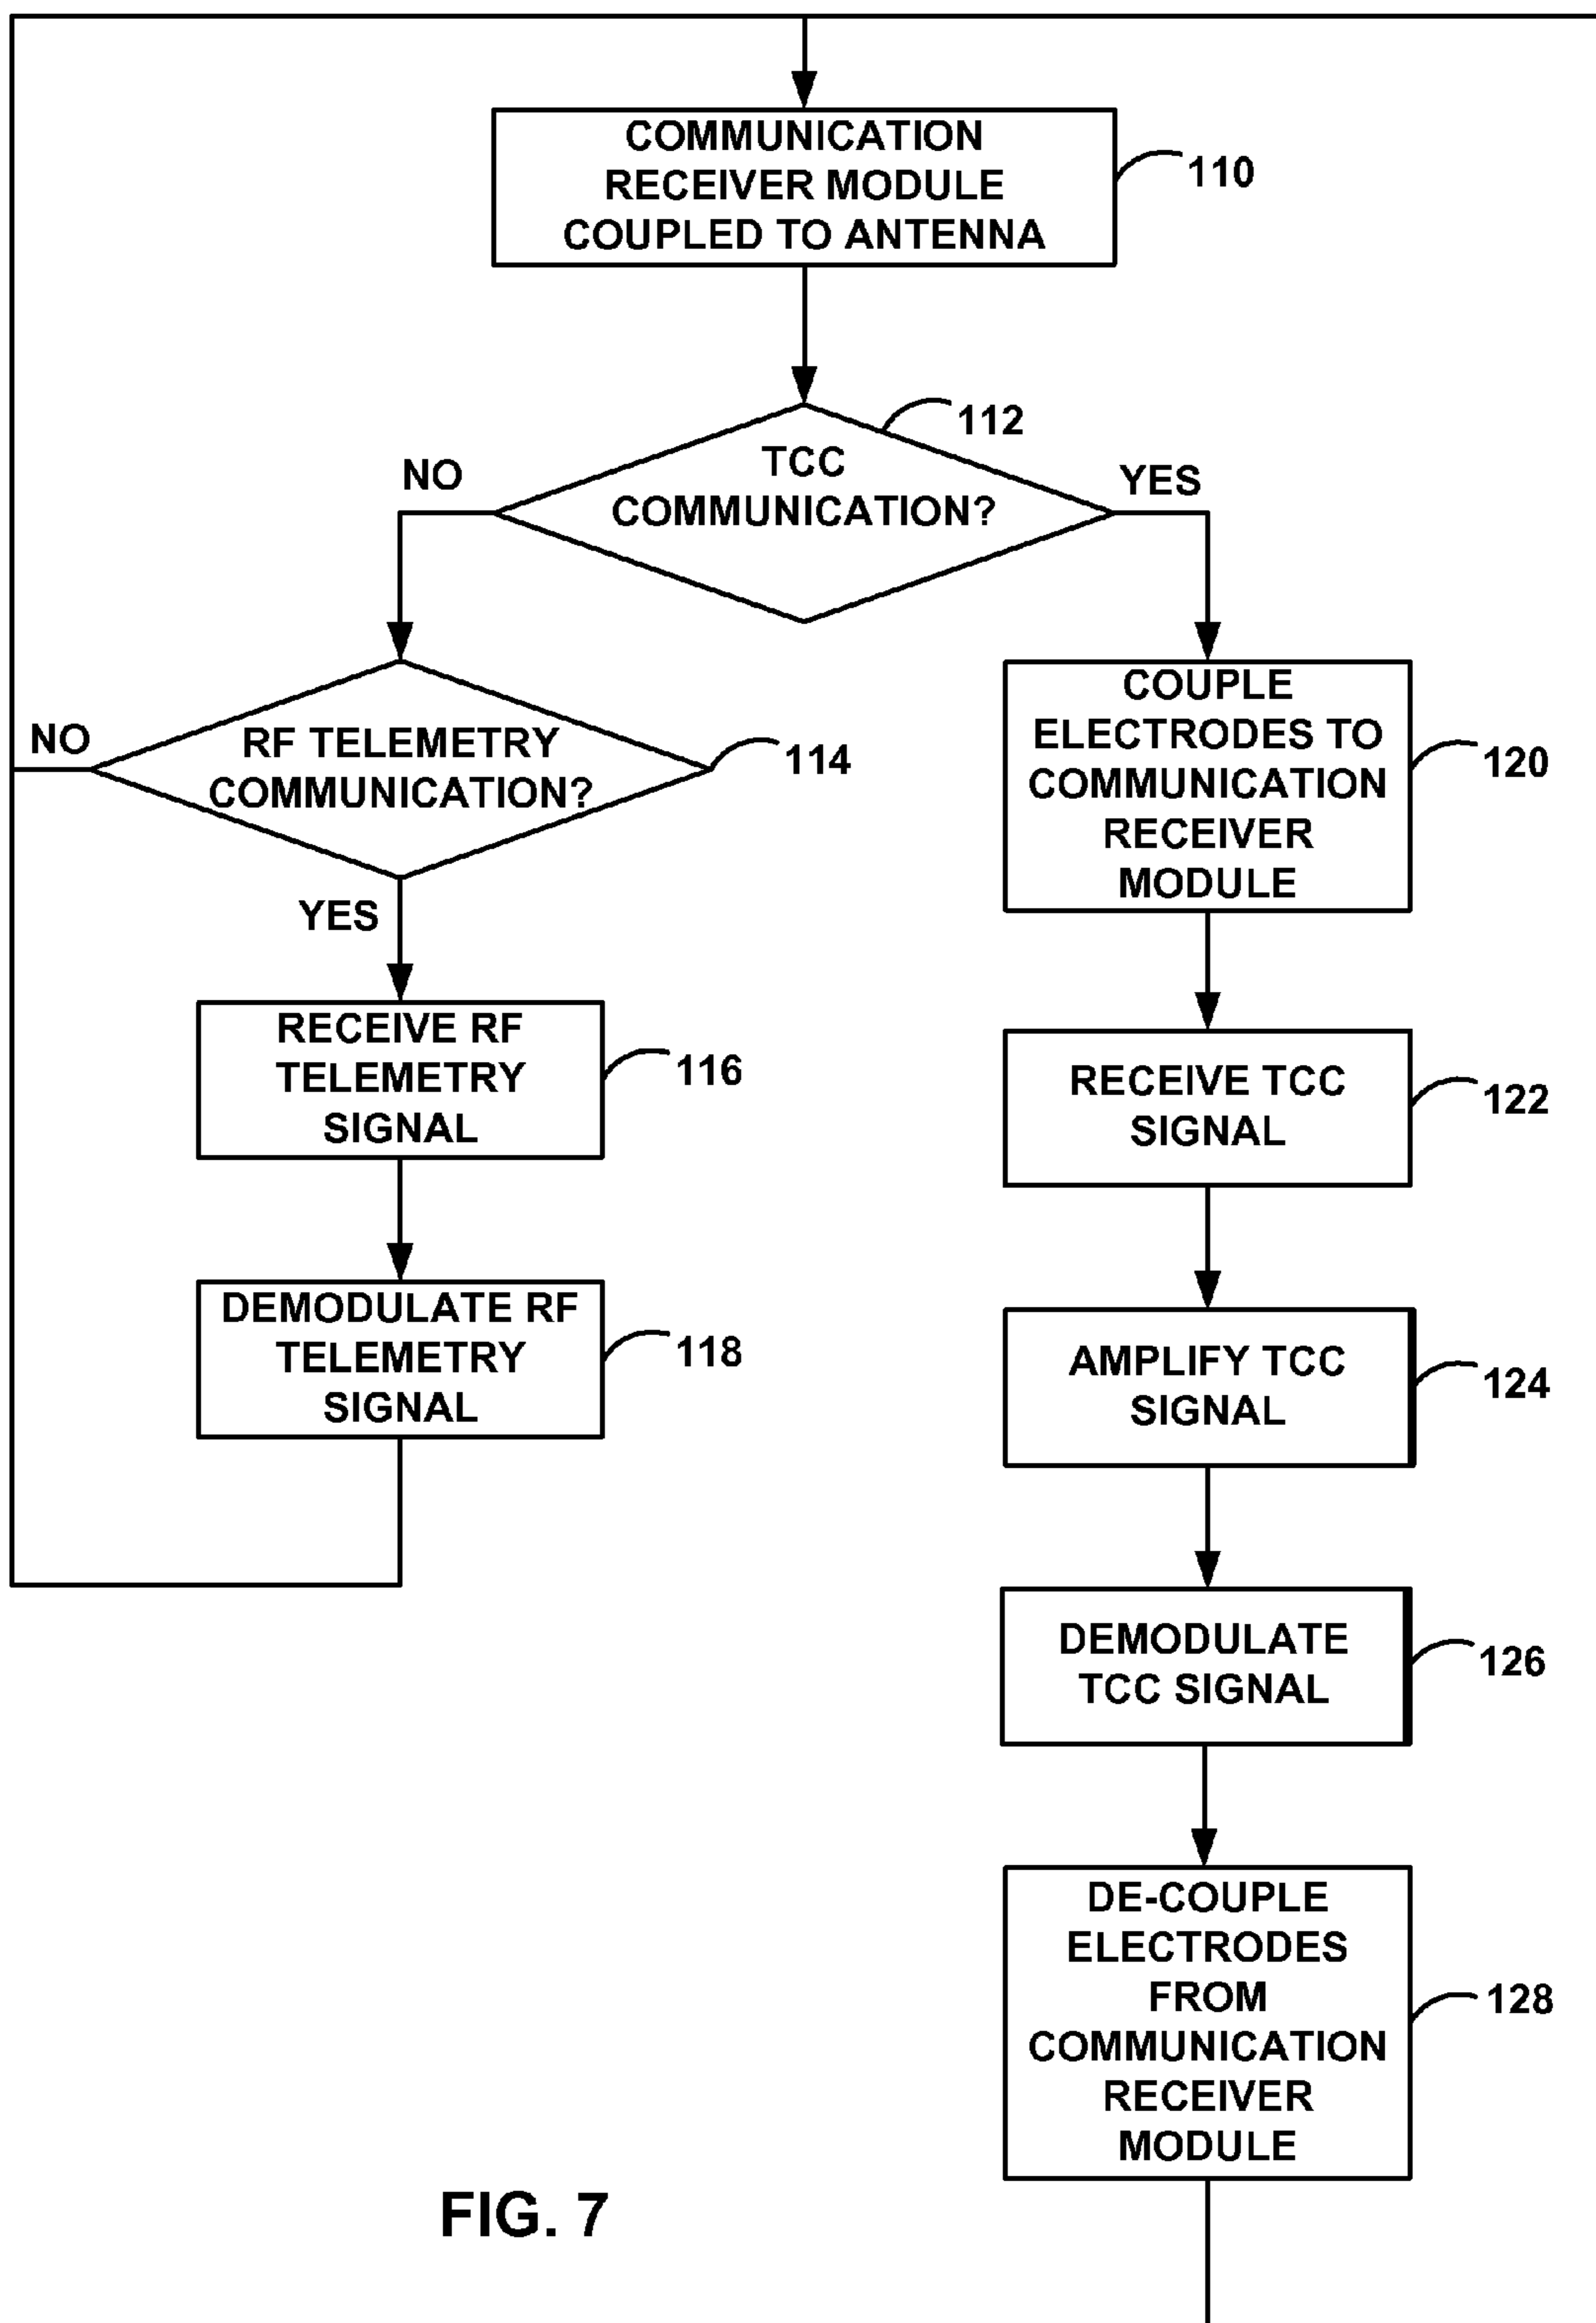 COMMUNICATION
RECEIVER MODULE
COUPLED TO ANTENNA
110
112
TCC
COMMUNICATION?
NO
YES
RF TELEMETRY
COMMUNICATION?
NO
114
YES
COUPLE
ELECTRODES TO
COMMUNICATION
RECEIVER
MODULE
120
RECEIVE RF
TELEMETRY
SIGNAL
116
RECEIVE TCC
SIGNAL
122
DEMODULATE RF
TELEMETRY
SIGNAL
118
AMPLIFY TCC
SIGNAL
124
DEMODULATE
TCC SIGNAL
126
DE-COUPLE
ELECTRODES
FROM
COMMUNICATION
RECEIVER
MODULE
128
FIG. 7